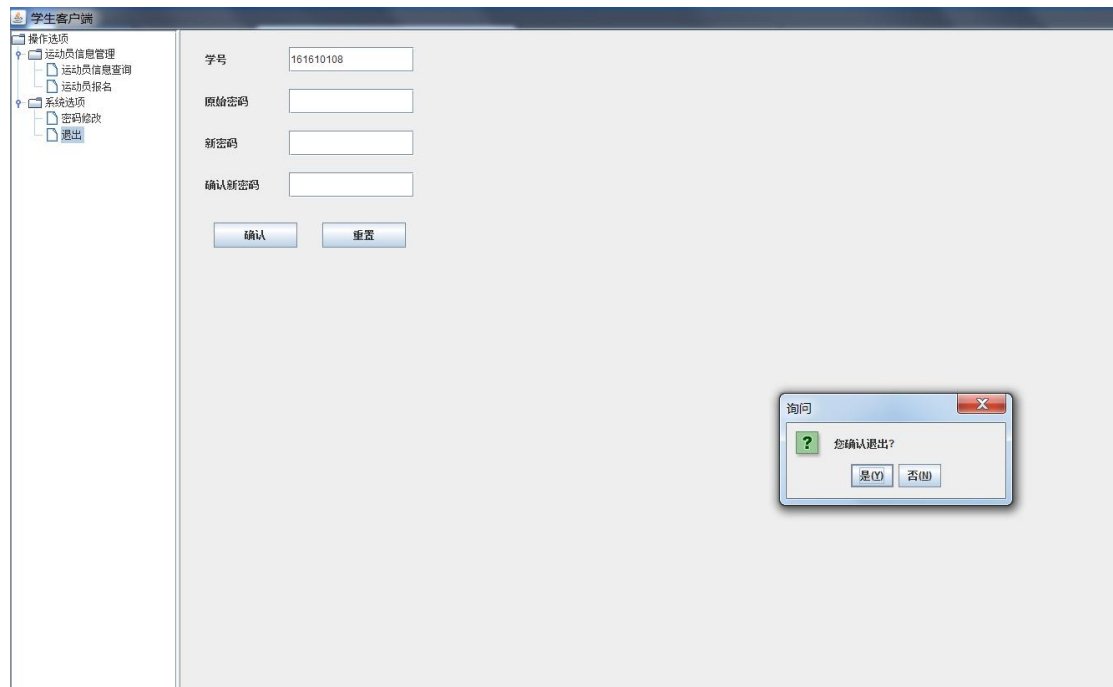 学生客户端
操作选项
运动员信息管理
运动员信息查询
运动员报名
系统选项
密码修改
退出
学号
161610108
原始密码
新密码
确认新密码
确认
重置
询问
?
您确认退出?
是(Y)
否(N)